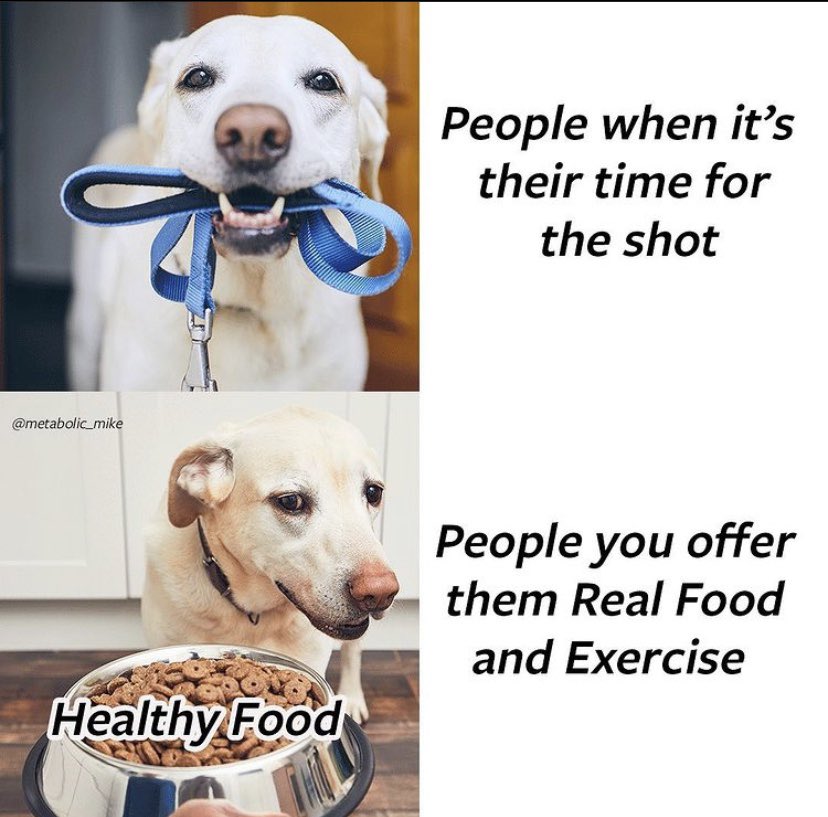 People when it's
their time for
the shot
@metabolic_mike
People you offer
them Real Food
and Exercise
Healthy Food